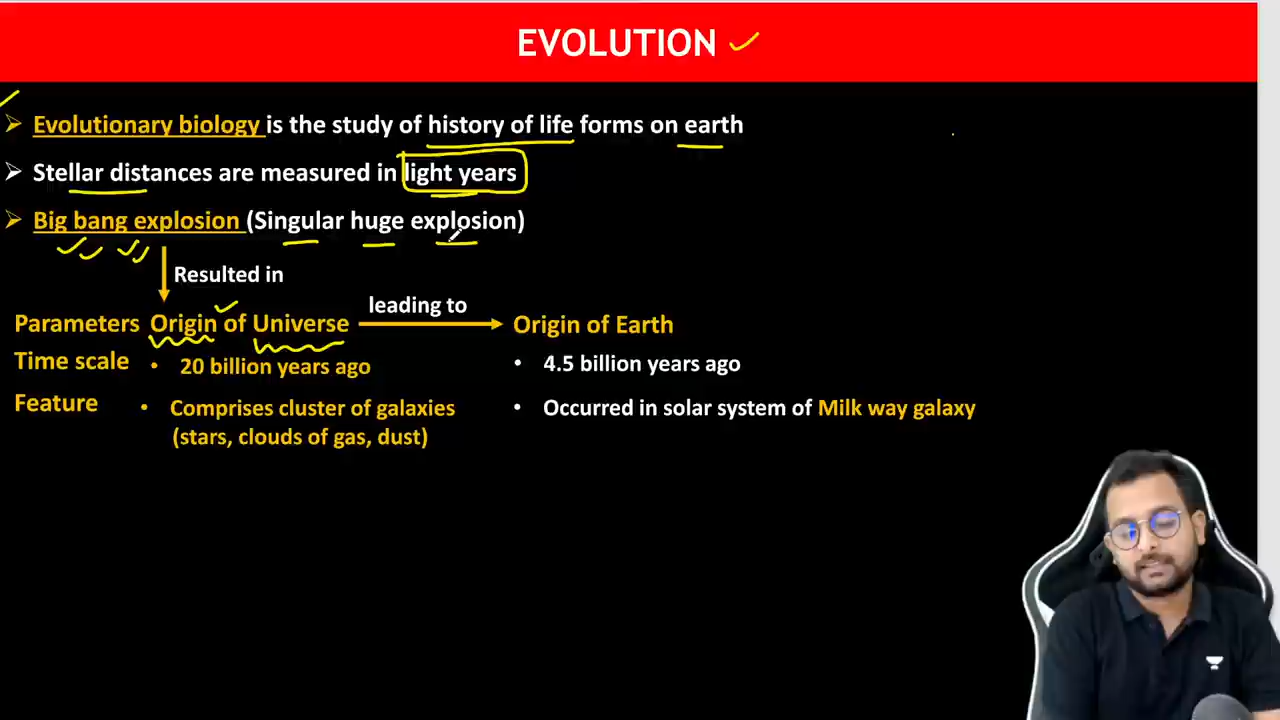 EVOLUTION
Evolutionary biology is the study of history of life forms on earth
Stellar distances are measured in light years
Big bang explosion (Singular huge explosion)
Resulted in
leading to
Parameters Origin of Universe Origin of Earth
Time scale • 20 billion years ago • 4.5 billion years ago
Feature • Comprises cluster of galaxies • Occurred in solar system of Milk way galaxy
(stars, clouds of gas, dust)